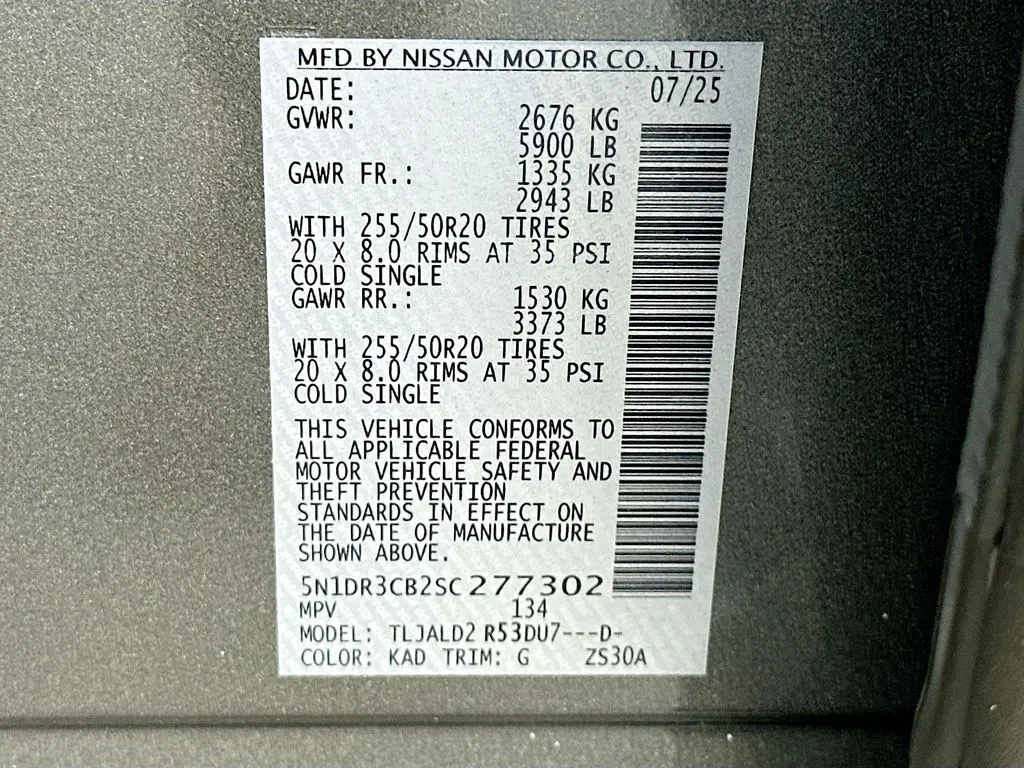 MFD BY NISSAN MOTOR CO., LTD.
DATE: 07/25
GVWR: 2676 KG
5900 LB
GAWR FR.: 1335 KG
2943 LB
WITH 255/50R20 TIRES
20 X 8.0 RIMS AT 35 PSI
COLD SINGLE
GAWR RR.: 1530 KG
3373 LB
WITH 255/50R20 TIRES
20 X 8.0 RIMS AT 35 PSI
COLD SINGLE
THIS VEHICLE CONFORMS TO
ALL APPLICABLE FEDERAL
MOTOR VEHICLE SAFETY AND
THEFT PREVENTION
STANDARDS IN EFFECT ON
THE DATE OF MANUFACTURE
SHOWN ABOVE.
5N1DR3CB2SC277302
MPV 134
MODEL: TLJALD2 R53DU7---D-
COLOR: KAD TRIM: G ZS30A